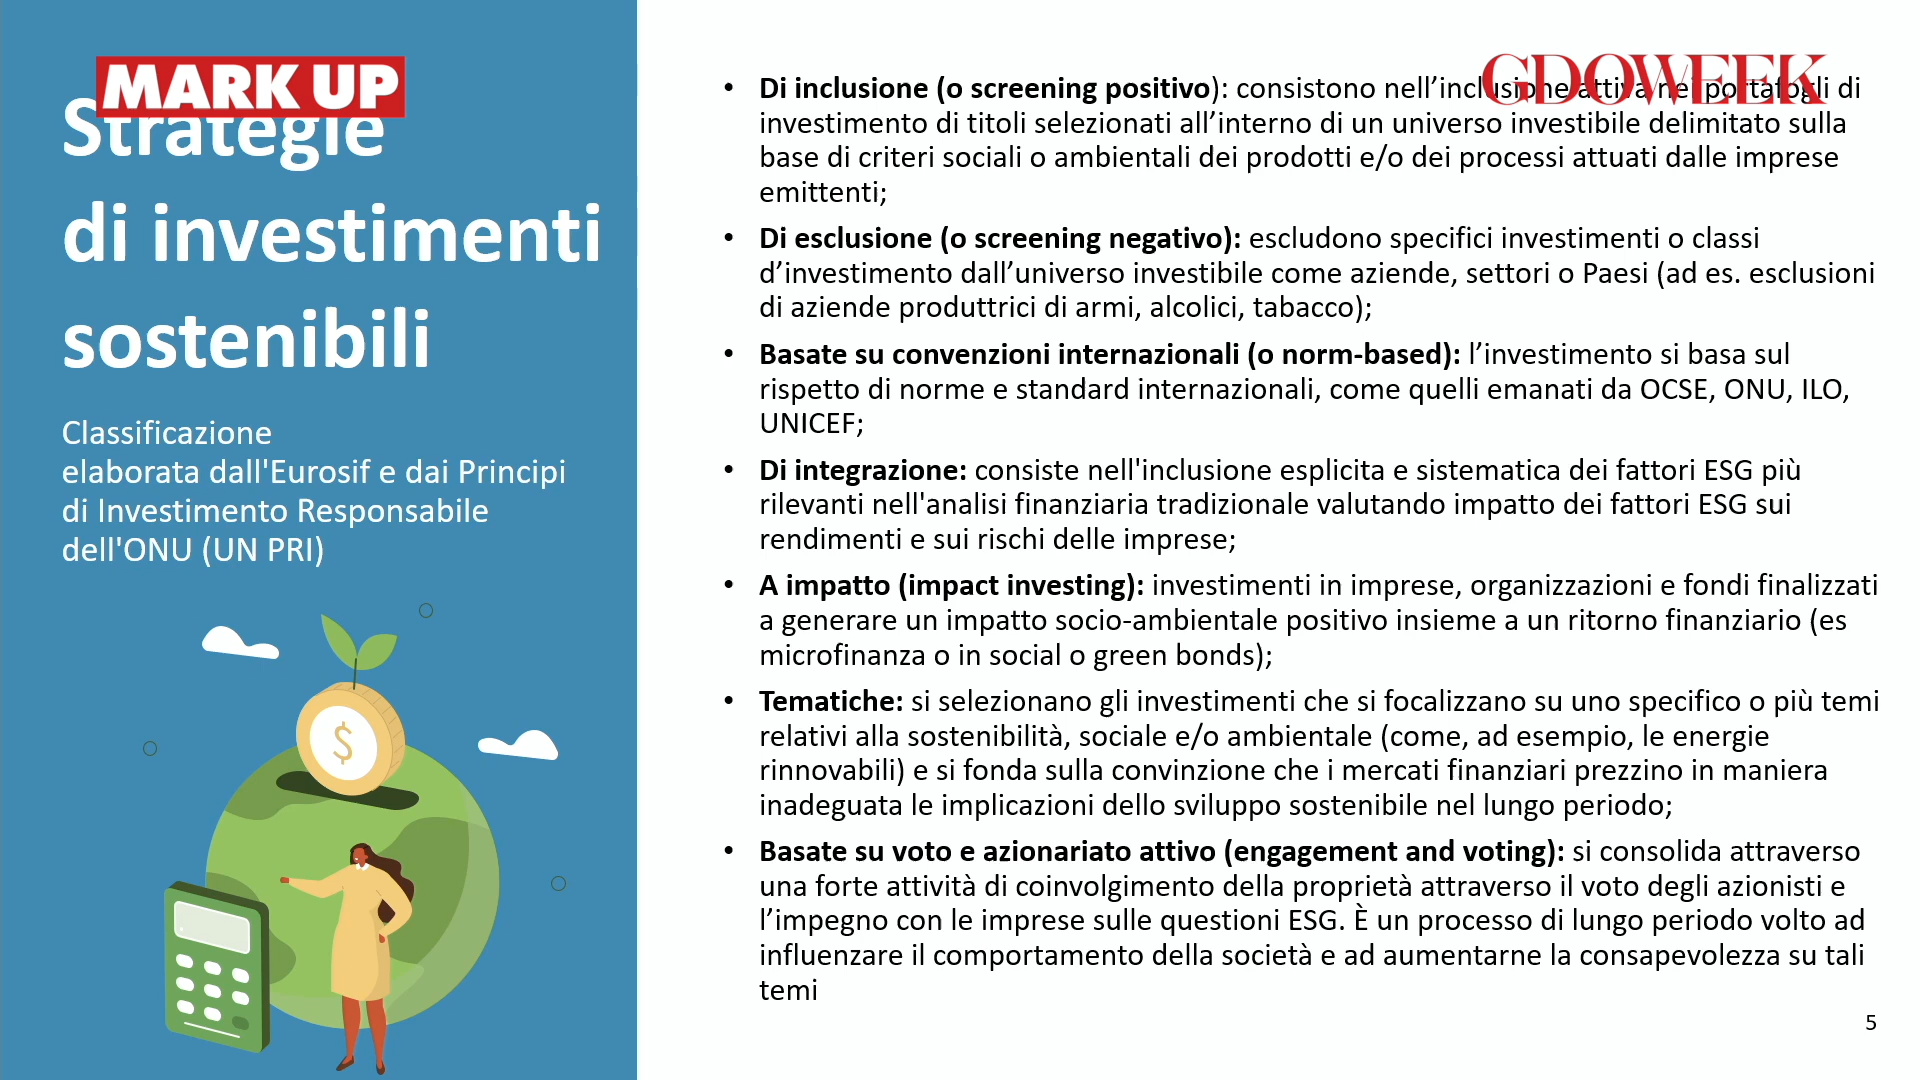 MARK UP
Strategie
di investimenti
sostenibili
Classificazione
elaborata dall'Eurosif e dai Principi
di Investimento Responsabile
dell'ONU (UN PRI)
$
GDOWEEK
• Di inclusione (o screening positivo): consistono nell’inclusione attiva nei portafogli di
investimento di titoli selezionati all’interno di un universo investibile delimitato sulla
base di criteri sociali o ambientali dei prodotti e/o dei processi attuati dalle imprese
emittenti;
• Di esclusione (o screening negativo): escludono specifici investimenti o classi
d’investimento dall’universo investibile come aziende, settori o Paesi (ad es. esclusioni
di aziende produttrici di armi, alcolici, tabacco);
• Basate su convenzioni internazionali (o norm-based): l’investimento si basa sul
rispetto di norme e standard internazionali, come quelli emanati da OCSE, ONU, ILO,
UNICEF;
• Di integrazione: consiste nell'inclusione esplicita e sistematica dei fattori ESG più
rilevanti nell'analisi finanziaria tradizionale valutando impatto dei fattori ESG sui
rendimenti e sui rischi delle imprese;
• A impatto (impact investing): investimenti in imprese, organizzazioni e fondi finalizzati
a generare un impatto socio-ambientale positivo insieme a un ritorno finanziario (es
microfinanza o in social o green bonds);
• Tematiche: si selezionano gli investimenti che si focalizzano su uno specifico o più temi
relativi alla sostenibilità, sociale e/o ambientale (come, ad esempio, le energie
rinnovabili) e si fonda sulla convinzione che i mercati finanziari prezzino in maniera
inadeguata le implicazioni dello sviluppo sostenibile nel lungo periodo;
• Basate su voto e azionariato attivo (engagement and voting): si consolida attraverso
una forte attività di coinvolgimento della proprietà attraverso il voto degli azionisti e
l’impegno con le imprese sulle questioni ESG. È un processo di lungo periodo volto ad
influenzare il comportamento della società e ad aumentarne la consapevolezza su tali
temi
5